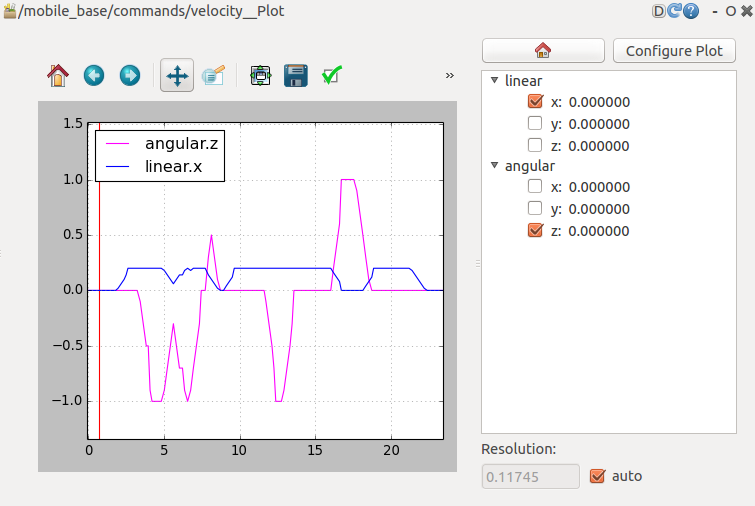 /mobile_base/commands/velocity__Plot
D
?
- O
Configure Plot
»
linear
x: 0.000000
y: 0.000000
z: 0.000000
angular
x: 0.000000
y: 0.000000
z: 0.000000
angular.z
linear.x
1.5
1.0
0.5
0.0
−0.5
−1.0
0 5 10 15 20
Resolution:
0.11745
auto